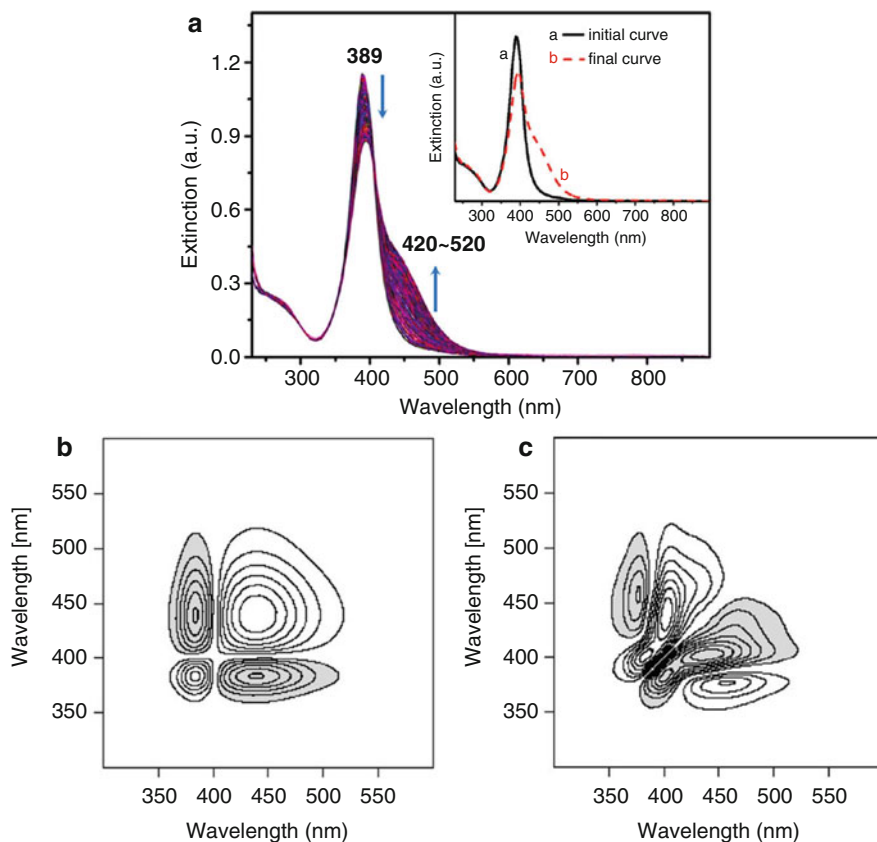 a
389
420~520
Extinction (a.u.)
1.2
0.9
0.6
0.3
0.0
300 400 500 600 700 800
Wavelength (nm)
a initial curve
b final curve
a
b
Extinction (a.u.)
300 400 500 600 700 800
Wavelength (nm)
b
Wavelength [nm]
550
500
450
400
350
350 400 450 500 550
Wavelength (nm)
c
Wavelength [nm]
550
500
450
400
350
350 400 450 500 550
Wavelength (nm)